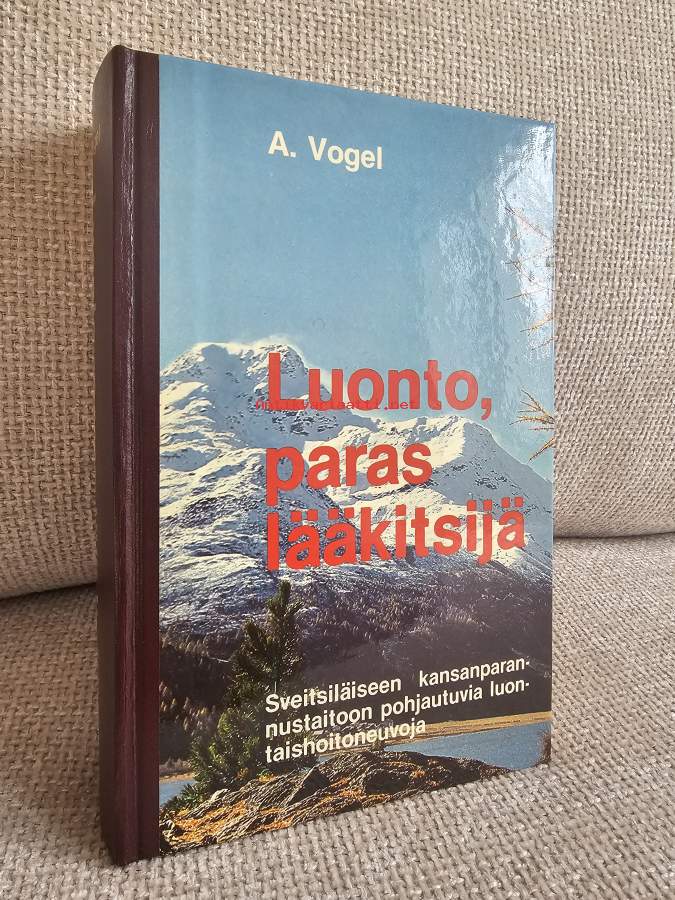 A. Vogel
Luonto,
paras
lääkitsijä
Sveitsiläiseen kansanparan-
nustaitoon pohjautuvia luon-
taishoitoneuvoja